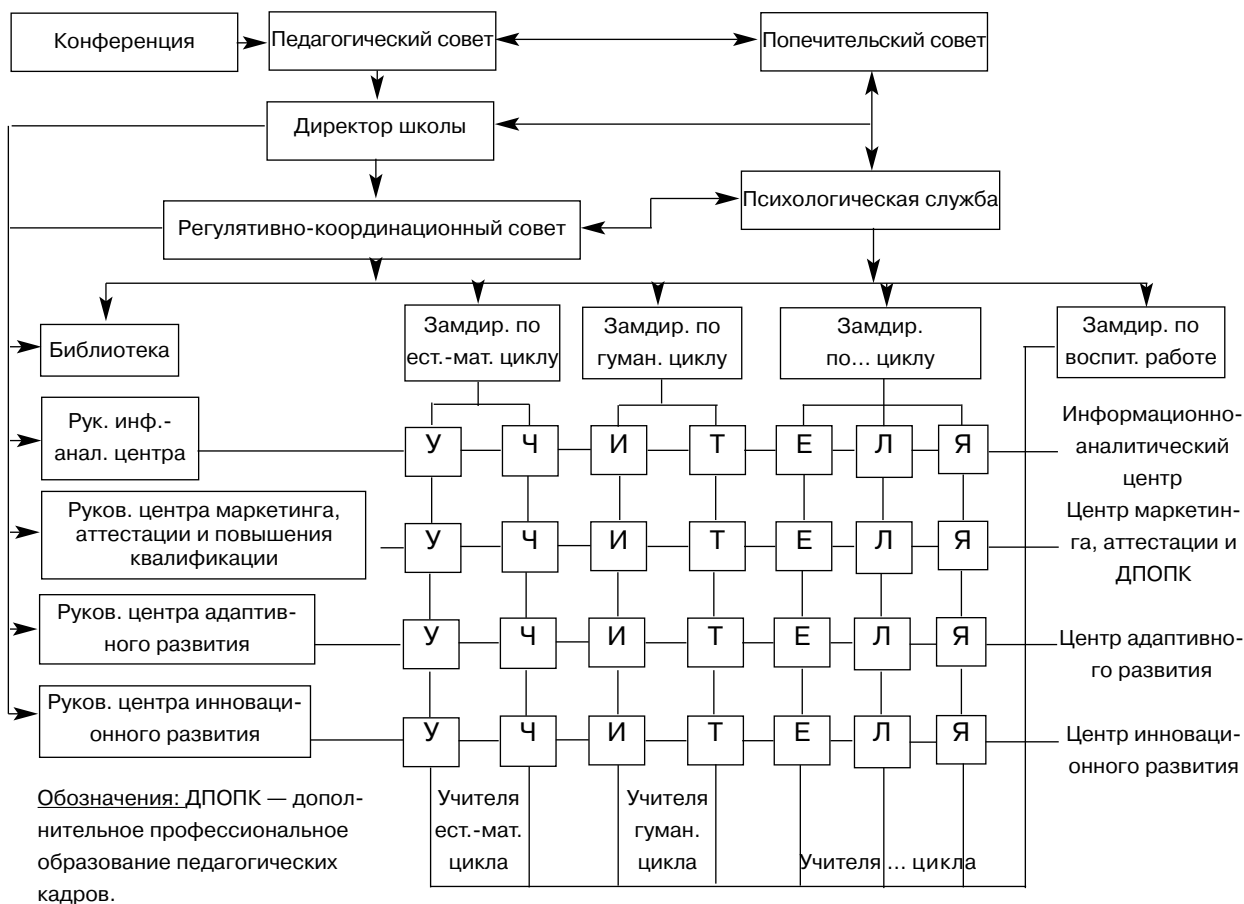 Конференция
Педагогический совет
Попечительский совет
Директор школы
Психологическая служба
Регулятивно-координационный совет
Библиотека
Замдир. по
ест.-мат. циклу
Замдир. по
гуман. циклу
Замдир.
по... циклу
Замдир. по
воспит. работе
Рук. инф.-
анал. центра
У Ч И Т Е Л Я
Информационно-
аналитический
центр
Руков. центра маркетинга,
аттестации и повышения
квалификации
У Ч И Т Е Л Я
Центр маркетин-
га, аттестации и
ДПОПК
Руков. центра адаптив-
ного развития
У Ч И Т Е Л Я
Центр адаптивно-
го развития
Руков. центра инноваци-
онного развития
У Ч И Т Е Л Я
Центр инноваци-
онного развития
Обозначения: ДПОПК — допол-
нительное профессиональное
образование педагогических
кадров.
Учителя
ест.-мат.
цикла
Учителя
гуман.
цикла
Учителя ... цикла